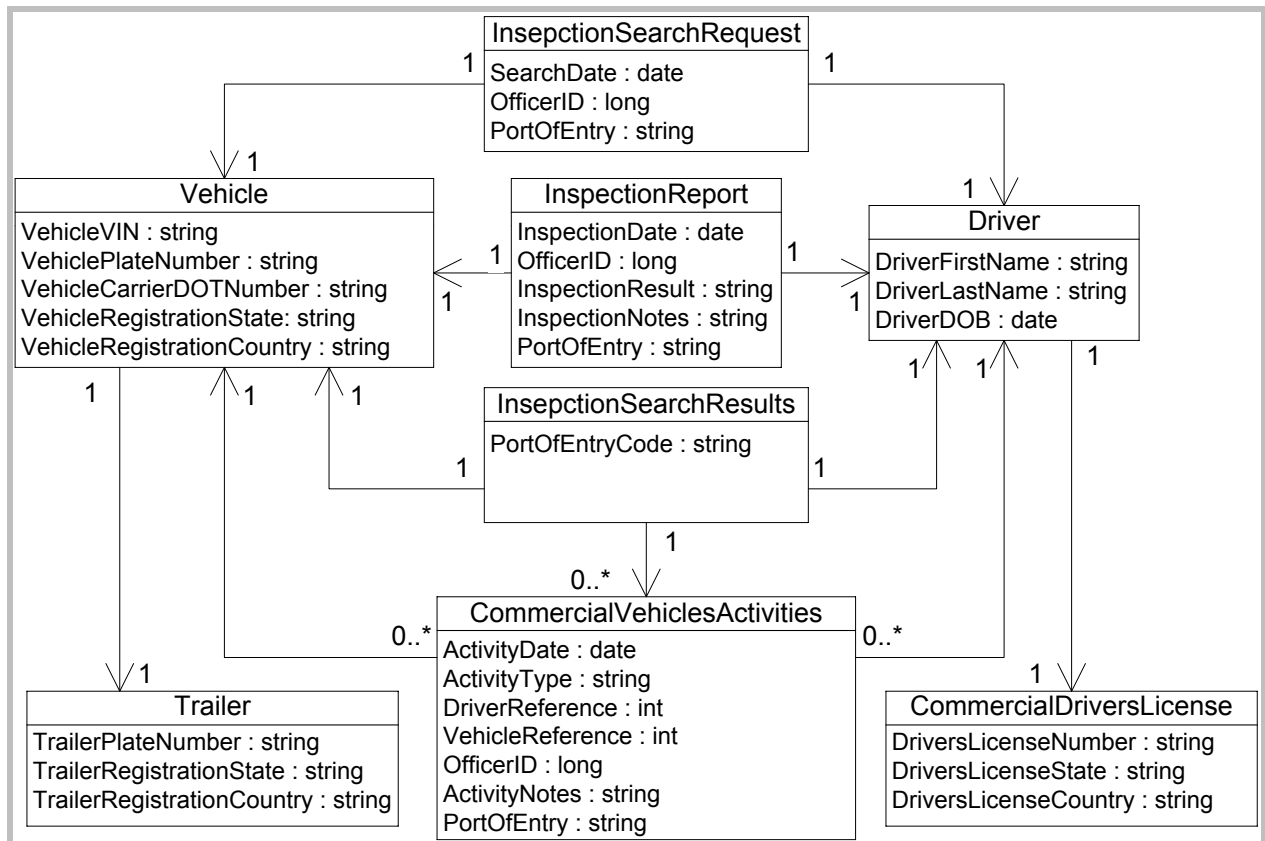 InsepctionSearchRequest
SearchDate : date
OfficerID : long
PortOfEntry : string
1
1
1
1
Vehicle
VehicleVIN : string
VehiclePlateNumber : string
VehicleCarrierDOTNumber : string
VehicleRegistrationState: string
VehicleRegistrationCountry : string
InspectionReport
InspectionDate : date
OfficerID : long
InspectionResult : string
InspectionNotes : string
PortOfEntry : string
Driver
DriverFirstName : string
DriverLastName : string
DriverDOB : date
1
1
1
1
1
1
1
1
1
1
InsepctionSearchResults
PortOfEntryCode : string
1
1
1
0..*
0..*
0..*
CommercialVehiclesActivities
ActivityDate : date
ActivityType : string
DriverReference : int
VehicleReference : int
OfficerID : long
ActivityNotes : string
PortOfEntry : string
1
Trailer
TrailerPlateNumber : string
TrailerRegistrationState : string
TrailerRegistrationCountry : string
1
CommercialDriversLicense
DriversLicenseNumber : string
DriversLicenseState : string
DriversLicenseCountry : string